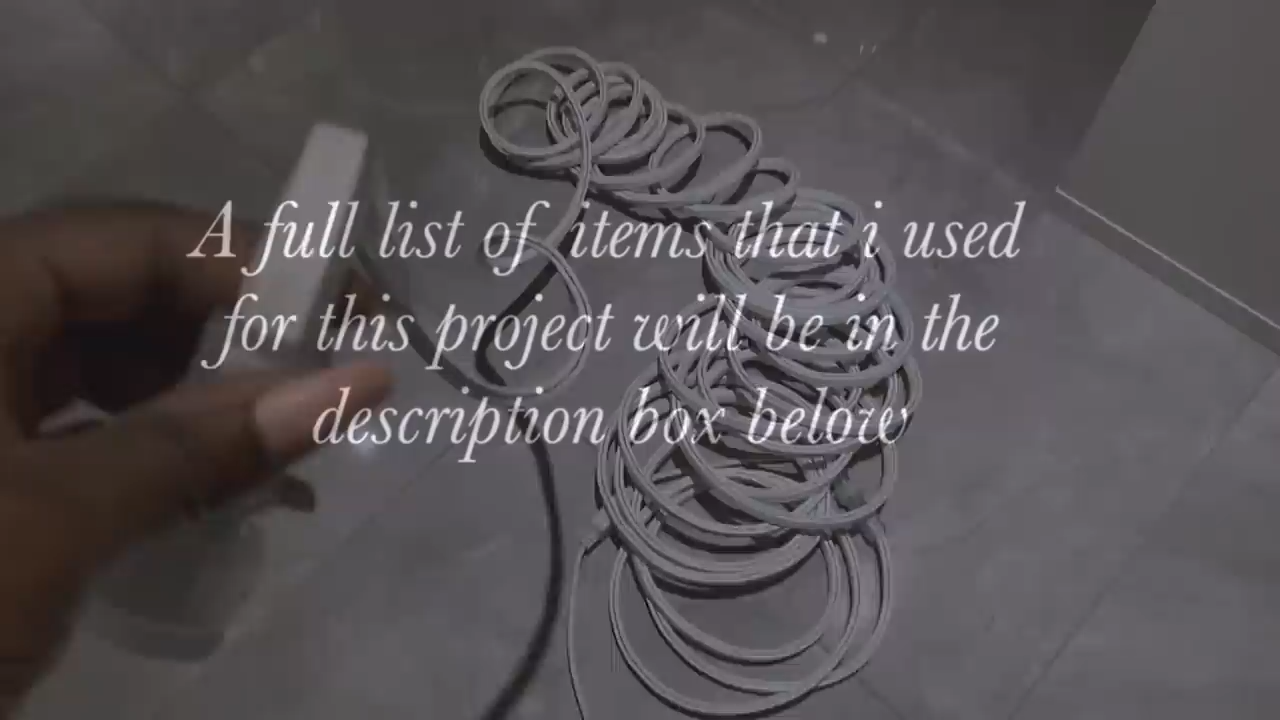 A full list of items that i used
for this project will be in the
description box below